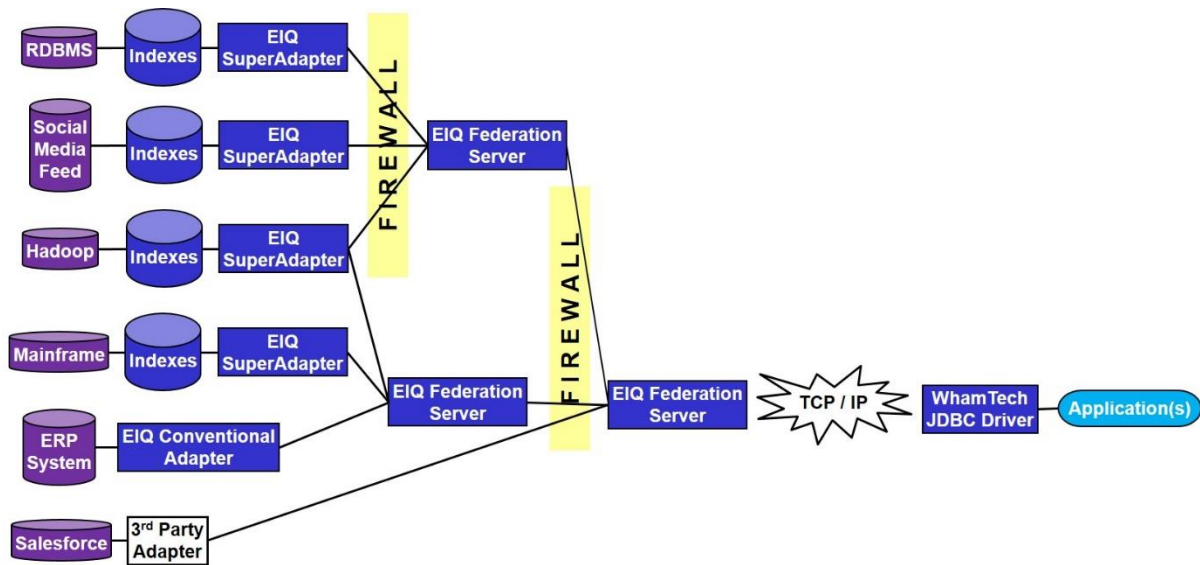 RDBMS
Indexes
EIQ
SuperAdapter
FIREWALL
Social
Media
Feed
Indexes
EIQ
SuperAdapter
EIQ Federation
Server
Hadoop
Indexes
EIQ
SuperAdapter
FIREWALL
Mainframe
Indexes
EIQ
SuperAdapter
EIQ Federation
Server
EIQ Federation
Server
TCP / IP
WhamTech
JDBC Driver
Application(s)
ERP
System
EIQ Conventional
Adapter
Salesforce
3rd Party
Adapter